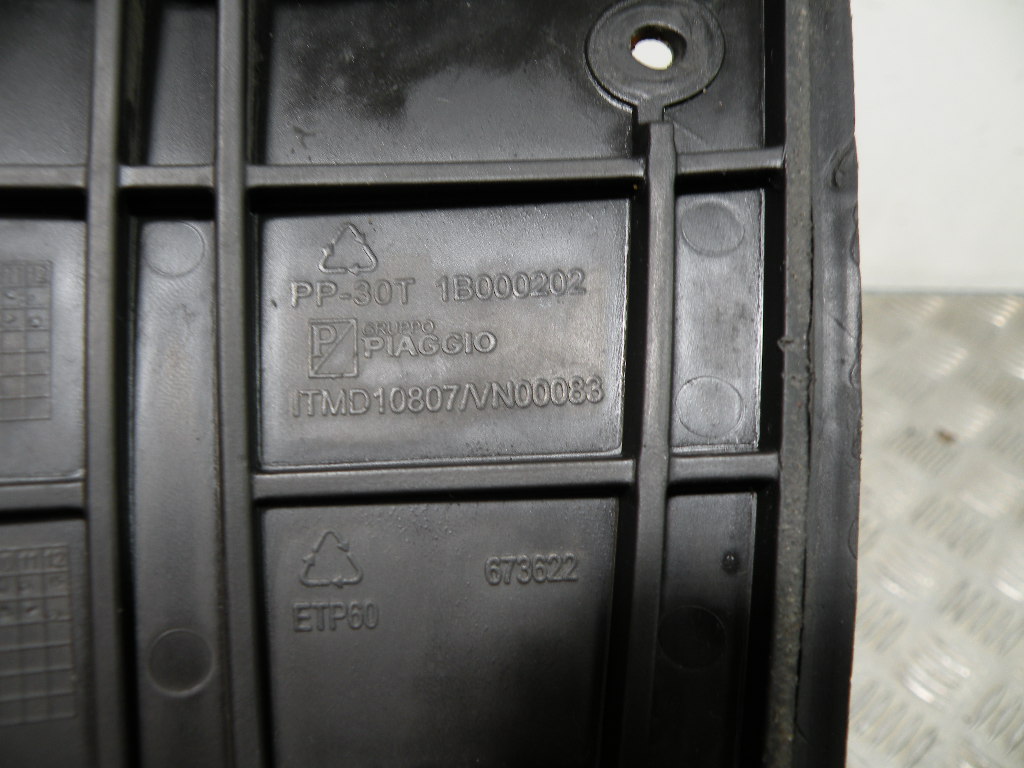 PP-30T 1B000202
P GRUPPO
PIAGGIO
ITMD10807/VN00083
673622
ETP60